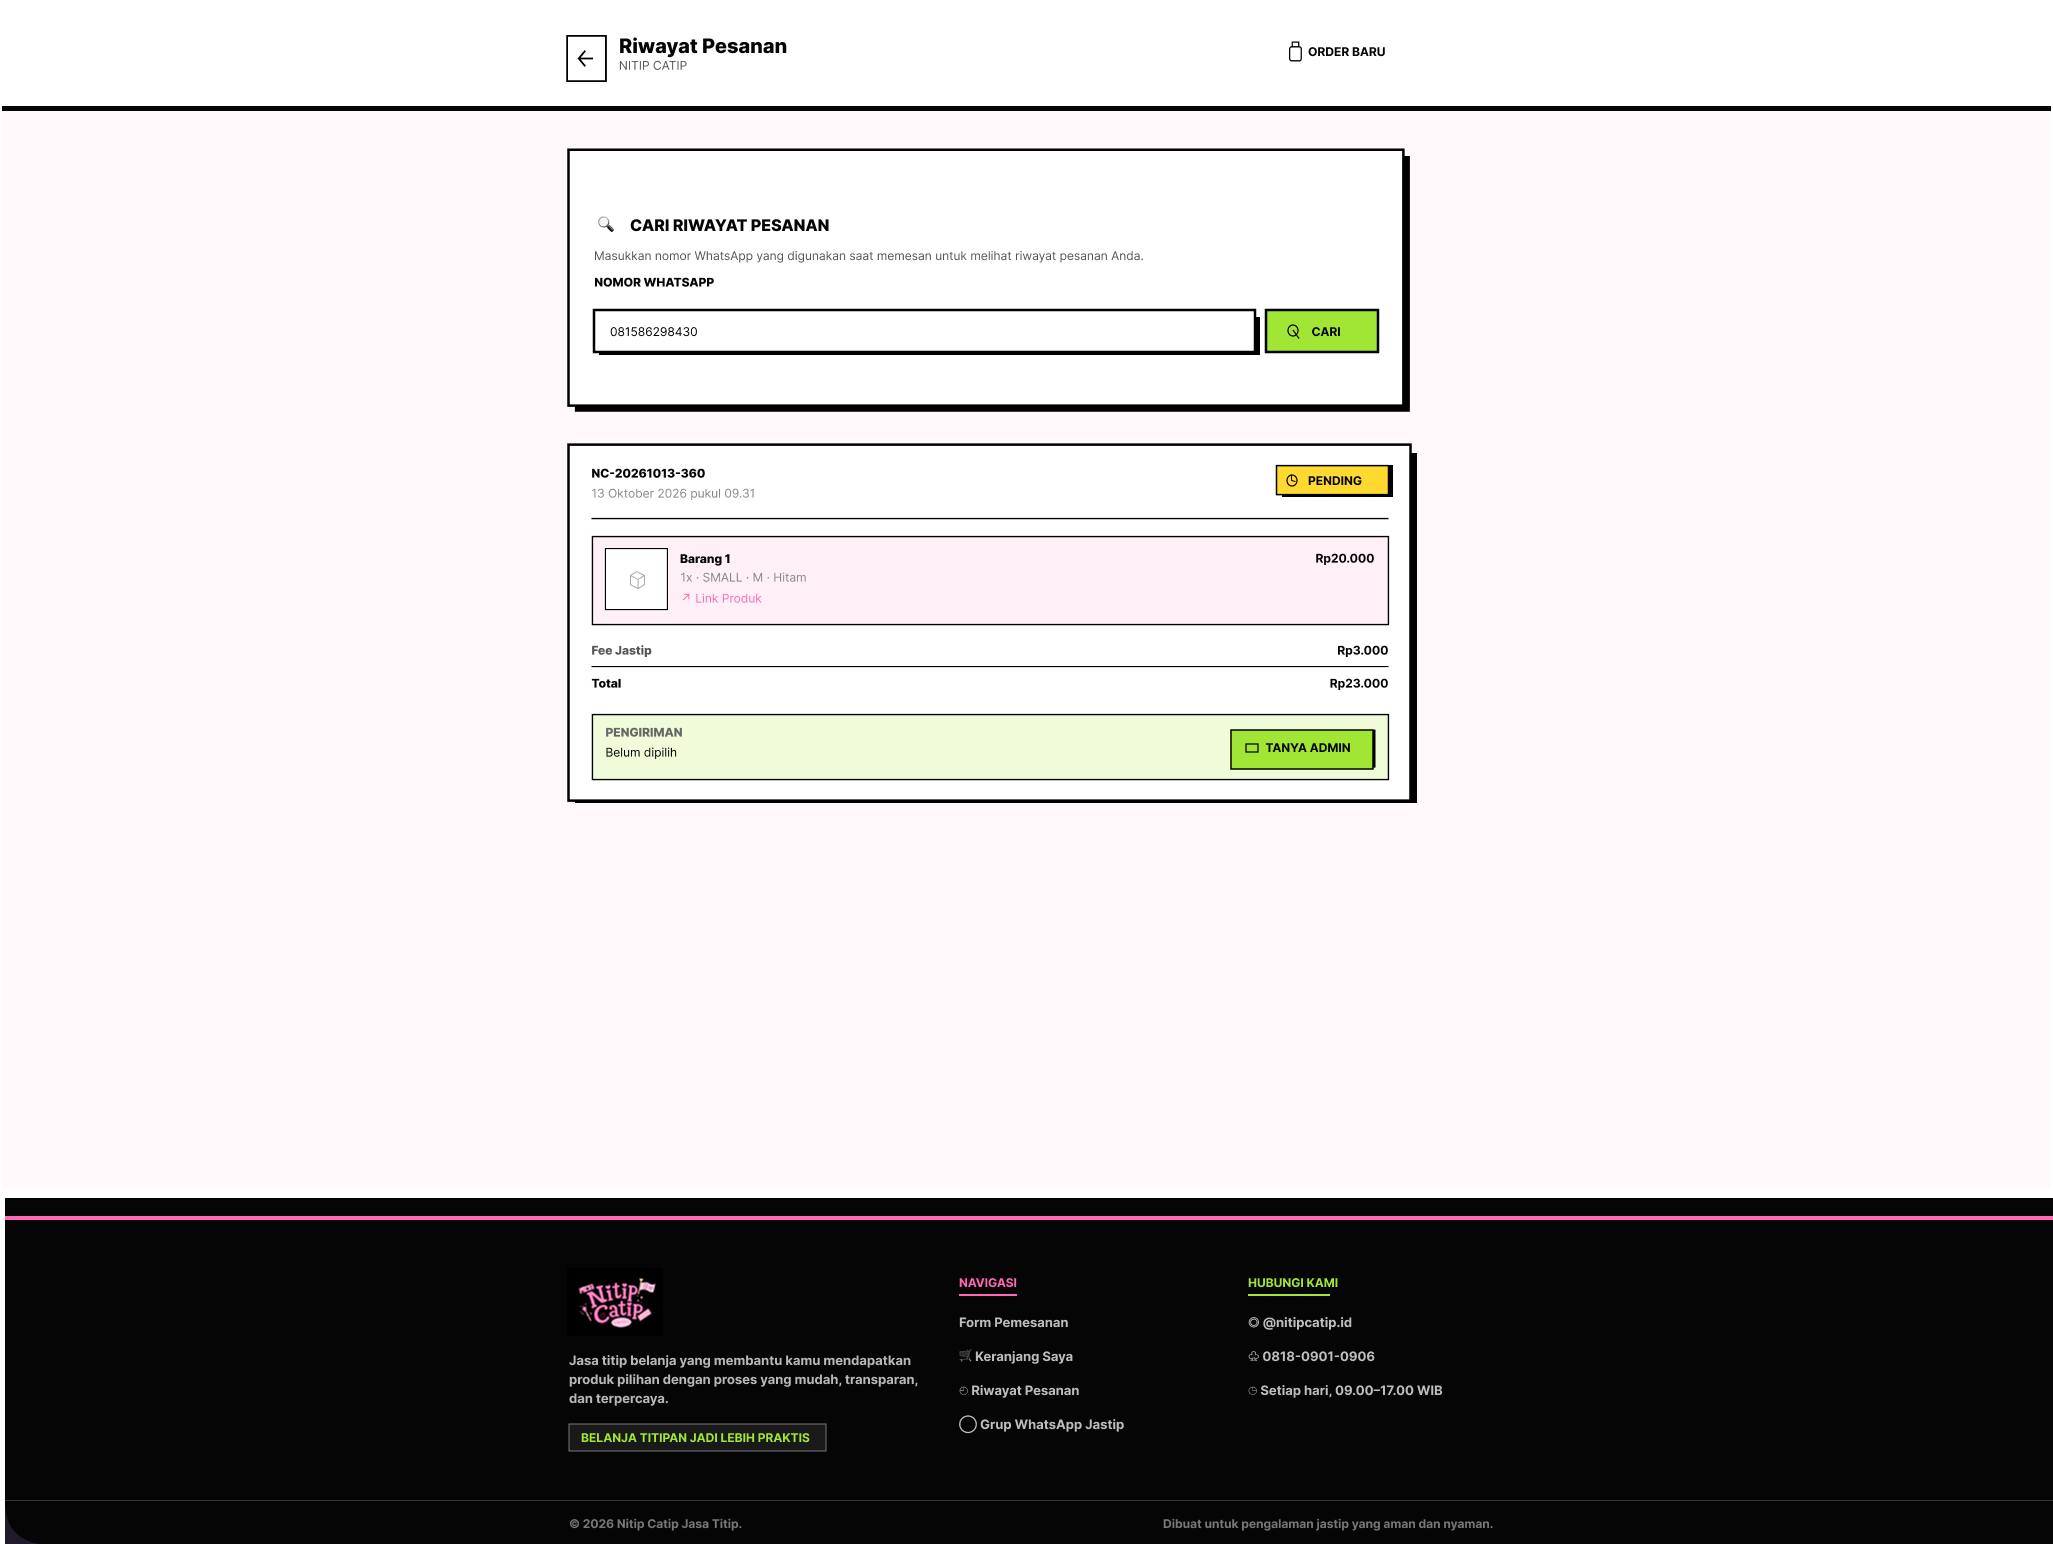 Riwayat Pesanan
NITIP CATIP
ORDER BARU
CARI RIWAYAT PESANAN
Masukkan nomor WhatsApp yang digunakan saat memesan untuk melihat riwayat pesanan Anda.
NOMOR WHATSAPP
081586298430
CARI
NC-20261013-360
13 Oktober 2026 pukul 09.31
PENDING
Barang 1
Rp20.000
1x · SMALL · M · Hitam
↗ Link Produk
Fee Jastip
Rp3.000
Total
Rp23.000
PENGIRIMAN
Belum dipilih
TANYA ADMIN
Nitip
Catip
Jasa titip belanja yang membantu kamu mendapatkan
produk pilihan dengan proses yang mudah, transparan,
dan terpercaya.
BELANJA TITIPAN JADI LEBIH PRAKTIS
NAVIGASI
Form Pemesanan
Keranjang Saya
Riwayat Pesanan
Grup WhatsApp Jastip
HUBUNGI KAMI
@nitipcatip.id
0818-0901-0906
Setiap hari, 09.00–17.00 WIB
© 2026 Nitip Catip Jasa Titip.
Dibuat untuk pengalaman jastip yang aman dan nyaman.